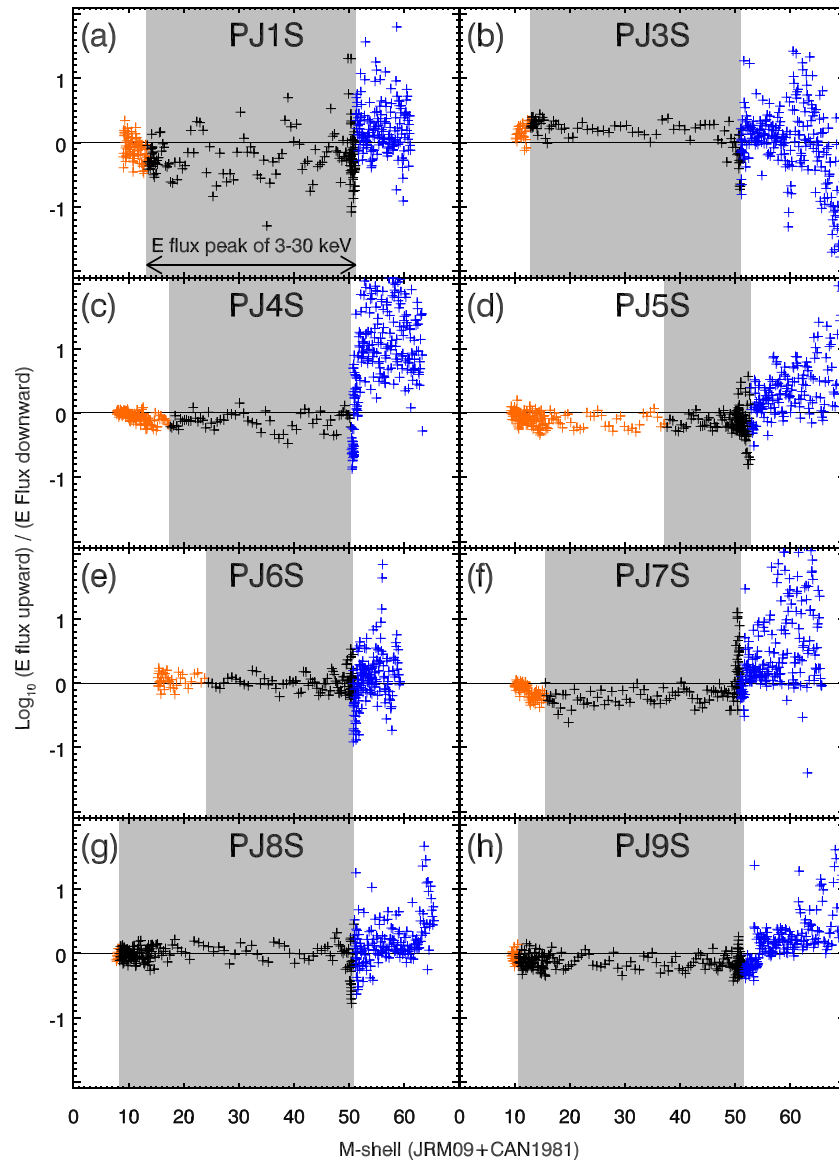 (a) PJ1S
(b) PJ3S
1
0
-1
E flux peak of 3-30 keV
(c) PJ4S
(d) PJ5S
1
0
-1
(e) PJ6S
(f) PJ7S
1
0
-1
(g) PJ8S
(h) PJ9S
1
0
-1
0 10 20 30 40 50 60
0 10 20 30 40 50 60
Log10 (E flux upward) / (E Flux downward)
M-shell (JRM09+CAN1981)